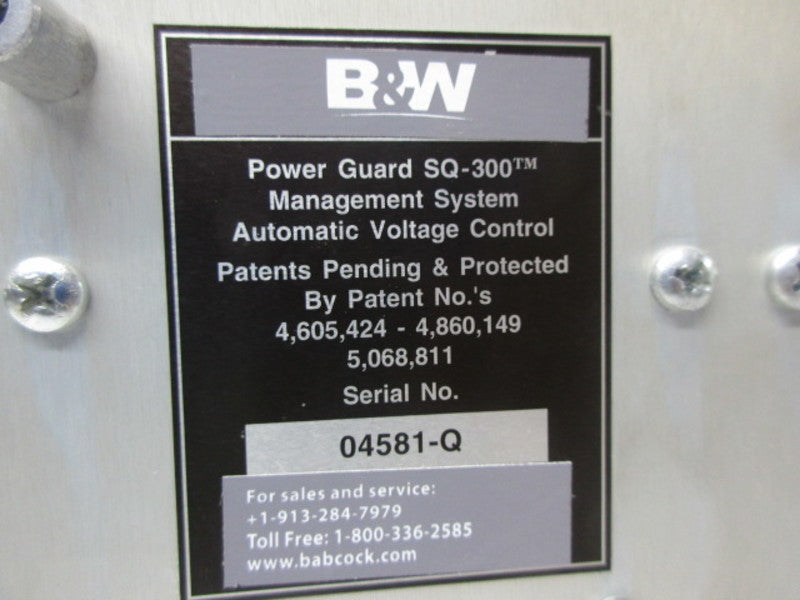 B&W
Power Guard SQ-300™
Management System
Automatic Voltage Control
Patents Pending & Protected
By Patent No.'s
4,605,424 - 4,860,149
5,068,811
Serial No.
04581-Q
For sales and service:
+1-913-284-7979
Toll Free: 1-800-336-2585
www.babcock.com